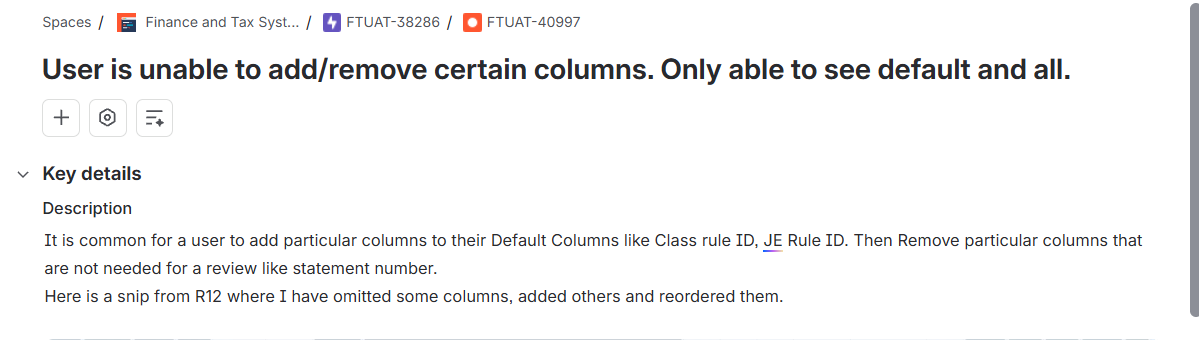 Spaces / Finance and Tax Syst... / FTUAT-38286 / FTUAT-40997
User is unable to add/remove certain columns. Only able to see default and all.
Key details
Description
It is common for a user to add particular columns to their Default Columns like Class rule ID, JE Rule ID. Then Remove particular columns that
are not needed for a review like statement number.
Here is a snip from R12 where I have omitted some columns, added others and reordered them.